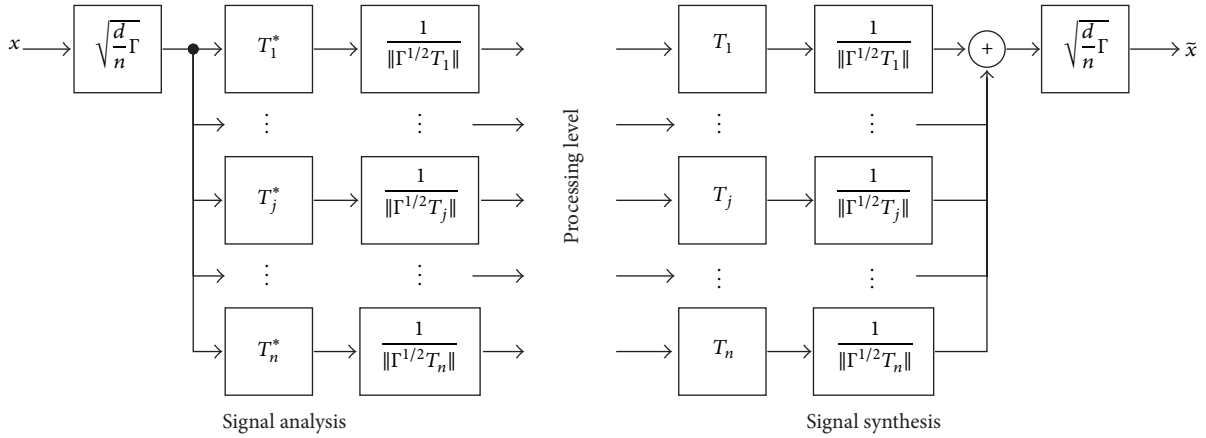 x
√(d/n Γ)
T₁*
1/‖Γ^{1/2}T₁‖
T₁
1/‖Γ^{1/2}T₁‖
+
√(d/n Γ)
x̃
⋮
⋮
⋮
⋮
T_j*
1/‖Γ^{1/2}T_j‖
Processing level
T_j
1/‖Γ^{1/2}T_j‖
⋮
⋮
⋮
⋮
T_n*
1/‖Γ^{1/2}T_n‖
T_n
1/‖Γ^{1/2}T_n‖
Signal analysis
Signal synthesis